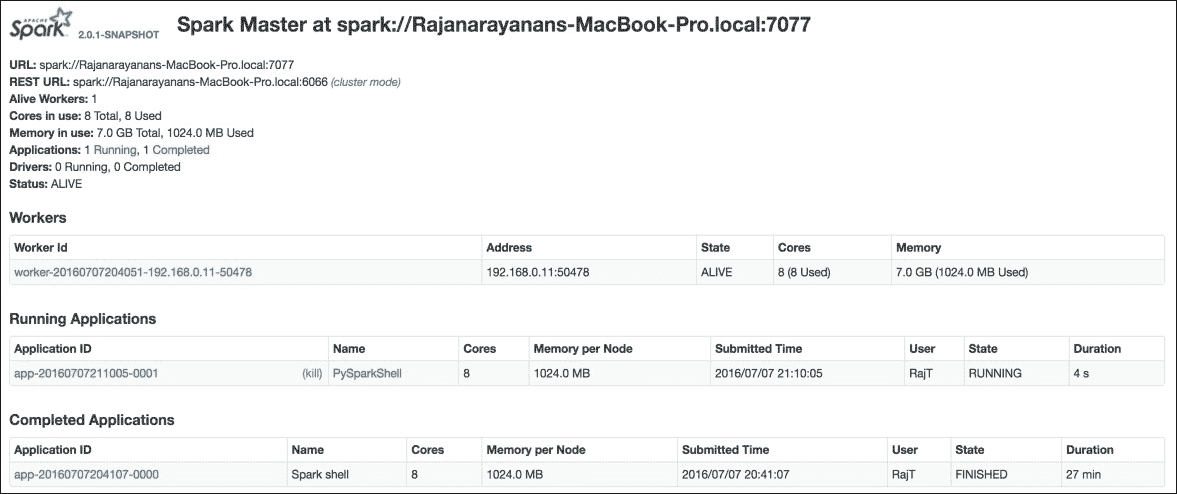 APACHE Spark 2.0.1-SNAPSHOT Spark Master at spark://Rajanarayanans-MacBook-Pro.local:7077
URL: spark://Rajanarayanans-MacBook-Pro.local:7077
REST URL: spark://Rajanarayanans-MacBook-Pro.local:6066 (cluster mode)
Alive Workers: 1
Cores in use: 8 Total, 8 Used
Memory in use: 7.0 GB Total, 1024.0 MB Used
Applications: 1 Running, 1 Completed
Drivers: 0 Running, 0 Completed
Status: ALIVE
Workers
Worker Id Address State Cores Memory
worker-20160707204051-192.168.0.11-50478 192.168.0.11:50478 ALIVE 8 (8 Used) 7.0 GB (1024.0 MB Used)
Running Applications
Application ID Name Cores Memory per Node Submitted Time User State Duration
app-20160707211005-0001 (kill) PySparkShell 8 1024.0 MB 2016/07/07 21:10:05 RajT RUNNING 4 s
Completed Applications
Application ID Name Cores Memory per Node Submitted Time User State Duration
app-20160707204107-0000 Spark shell 8 1024.0 MB 2016/07/07 20:41:07 RajT FINISHED 27 min